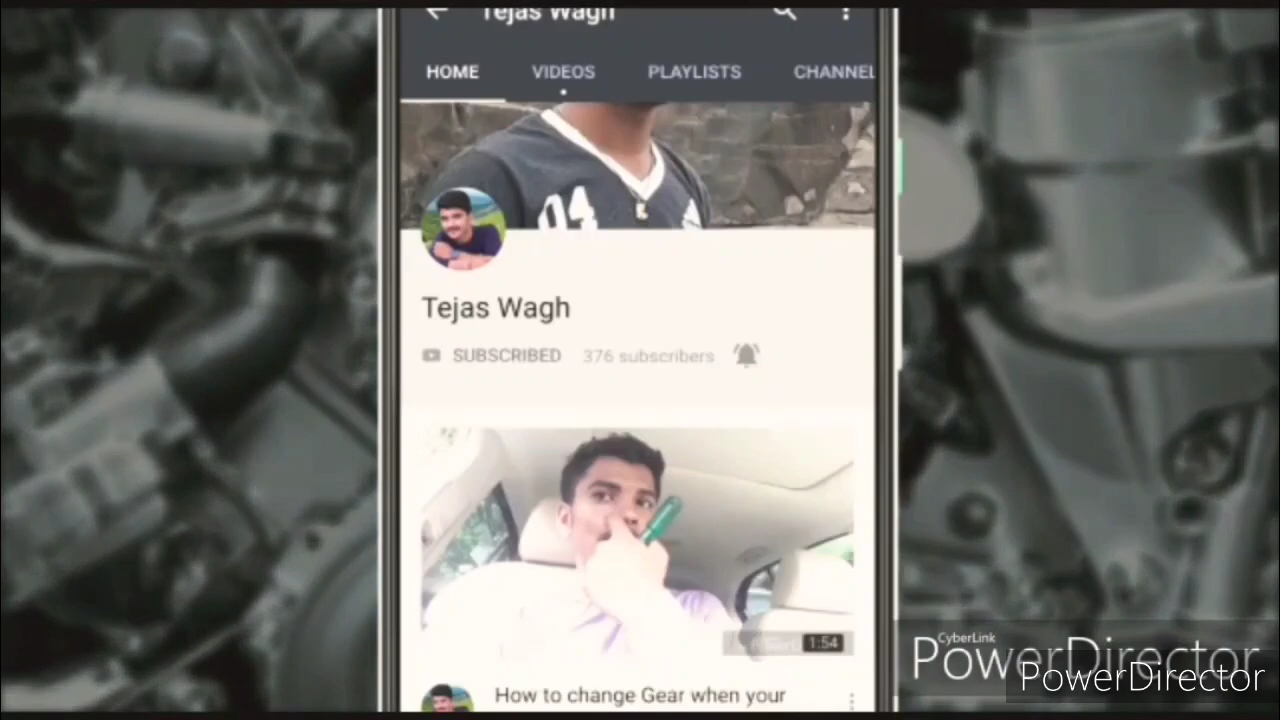 Tejas Wagh
HOME VIDEOS PLAYLISTS CHANNEL
04
Tejas Wagh
SUBSCRIBED 376 subscribers
1:54
How to change Gear when your
CyberLink
PowerDirector
PowerDirector